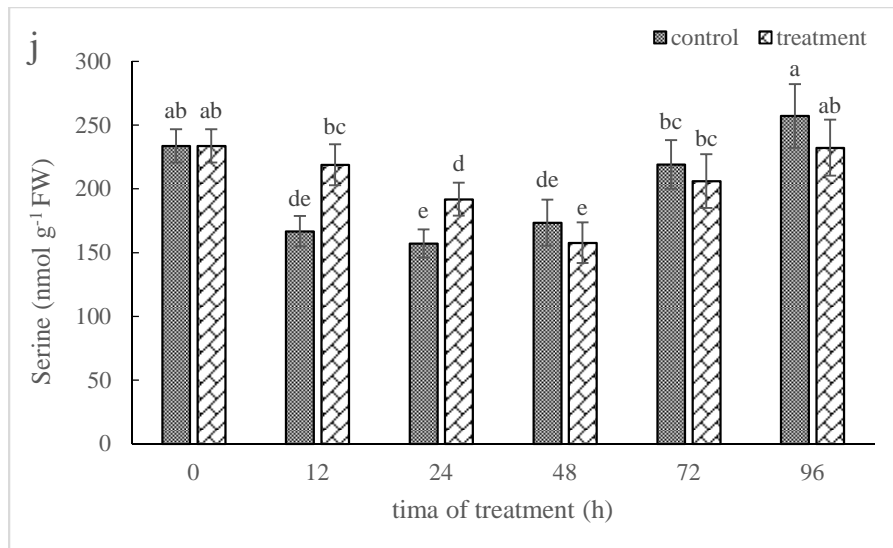 j
control treatment
300
250
200
150
100
50
0
Serine (nmol g⁻¹ FW)
ab ab
de bc
e d
de e
bc bc
a ab
0 12 24 48 72 96
tima of treatment (h)